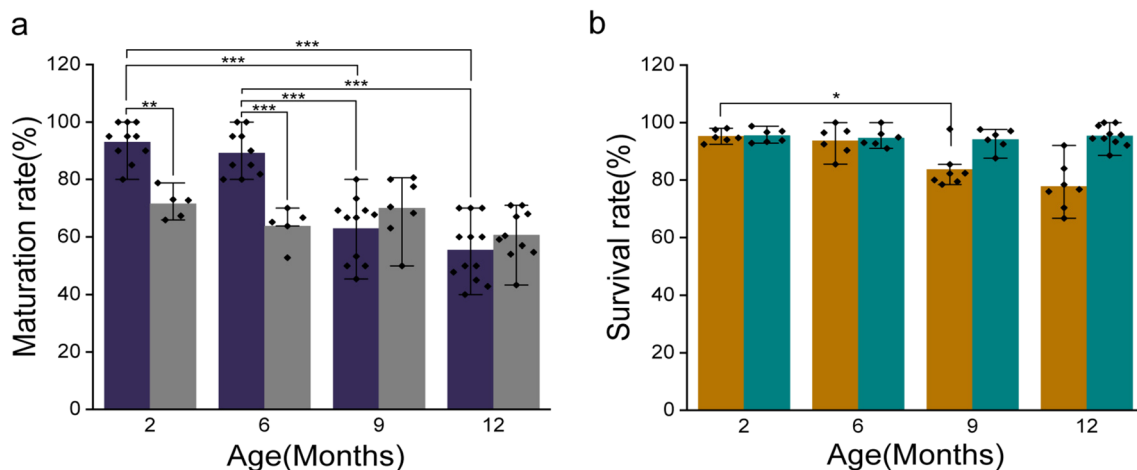 a
***
***
***
***
**
***
Maturation rate(%)
120
100
80
60
40
20
0
2 6 9 12
Age(Months)
b
*
Survival rate(%)
120
100
80
60
40
20
0
2 6 9 12
Age(Months)